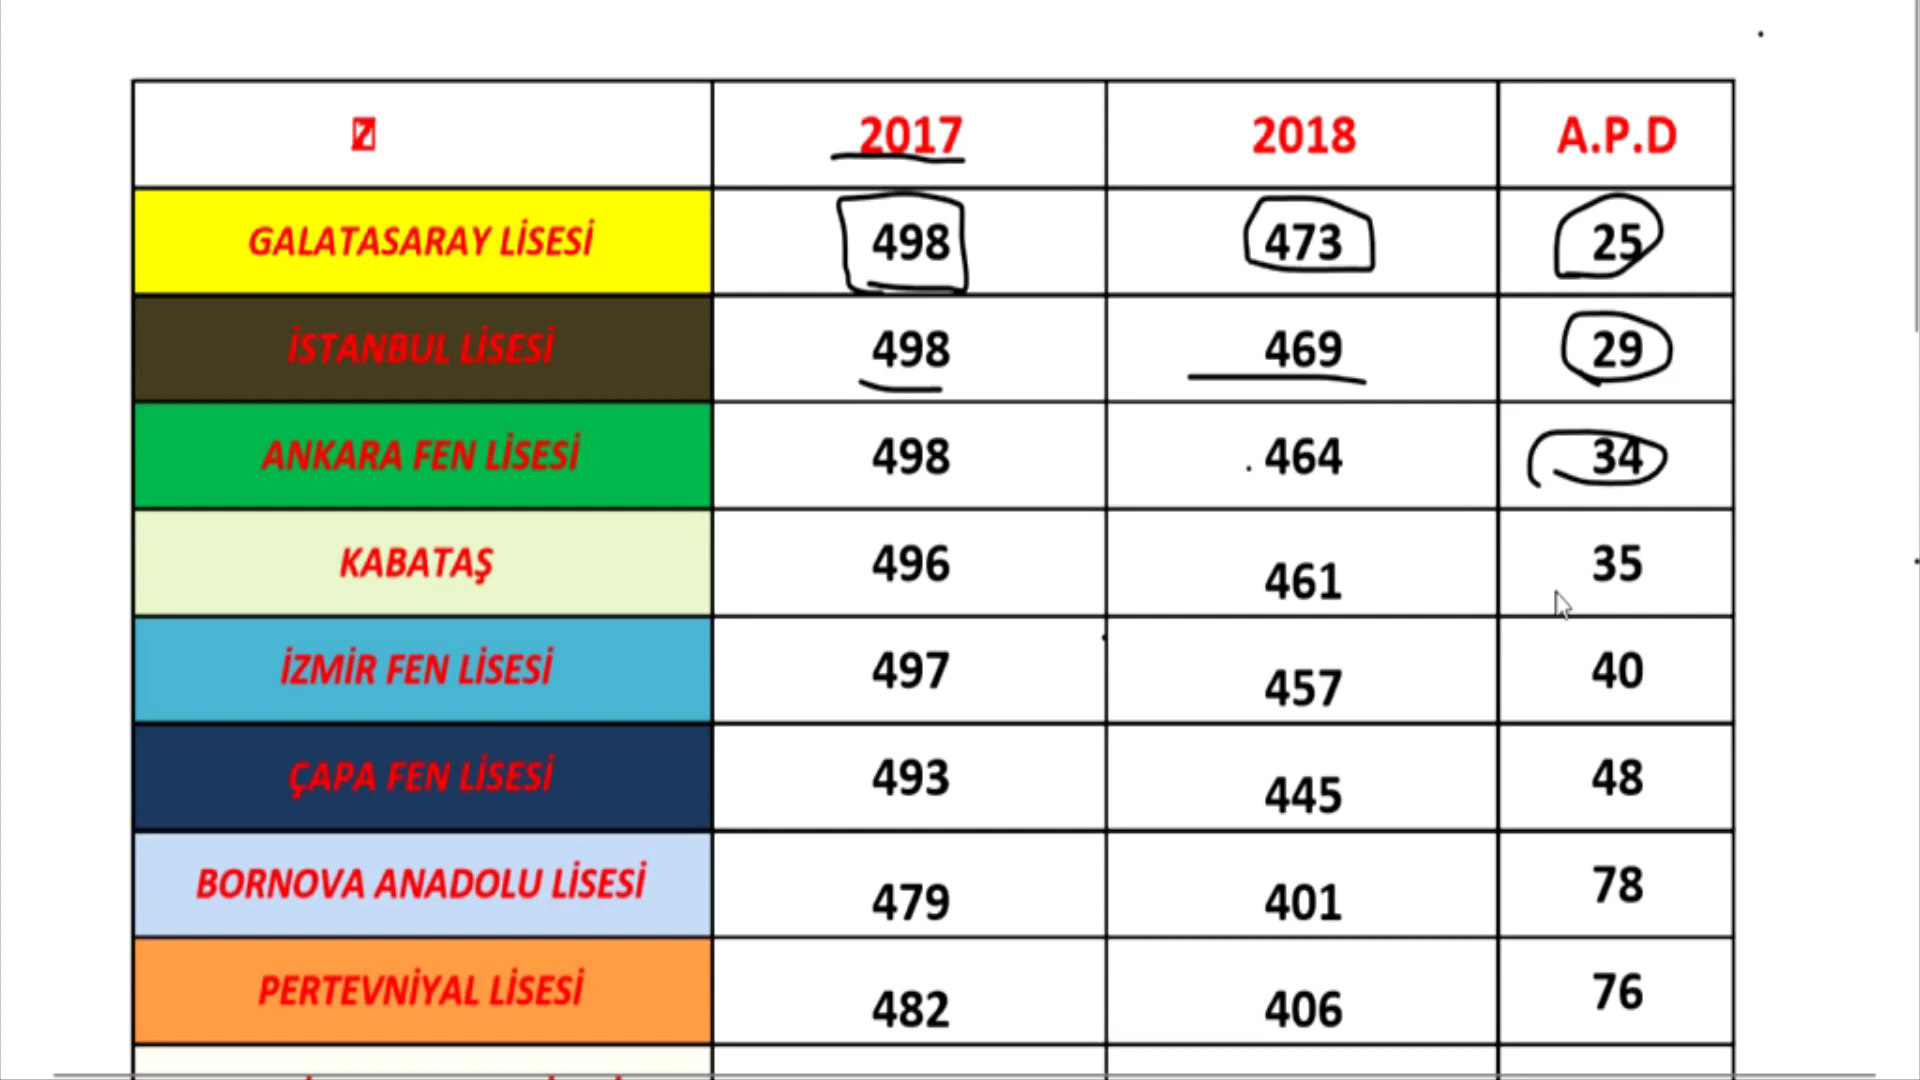 2017 2018 A.P.D
GALATASARAY LİSESİ 498 473 25
İSTANBUL LİSESİ 498 469 29
ANKARA FEN LİSESİ 498 464 34
KABATAŞ 496 461 35
İZMİR FEN LİSESİ 497 457 40
ÇAPA FEN LİSESİ 493 445 48
BORNOVA ANADOLU LİSESİ 479 401 78
PERTEVNİYAL LİSESİ 482 406 76